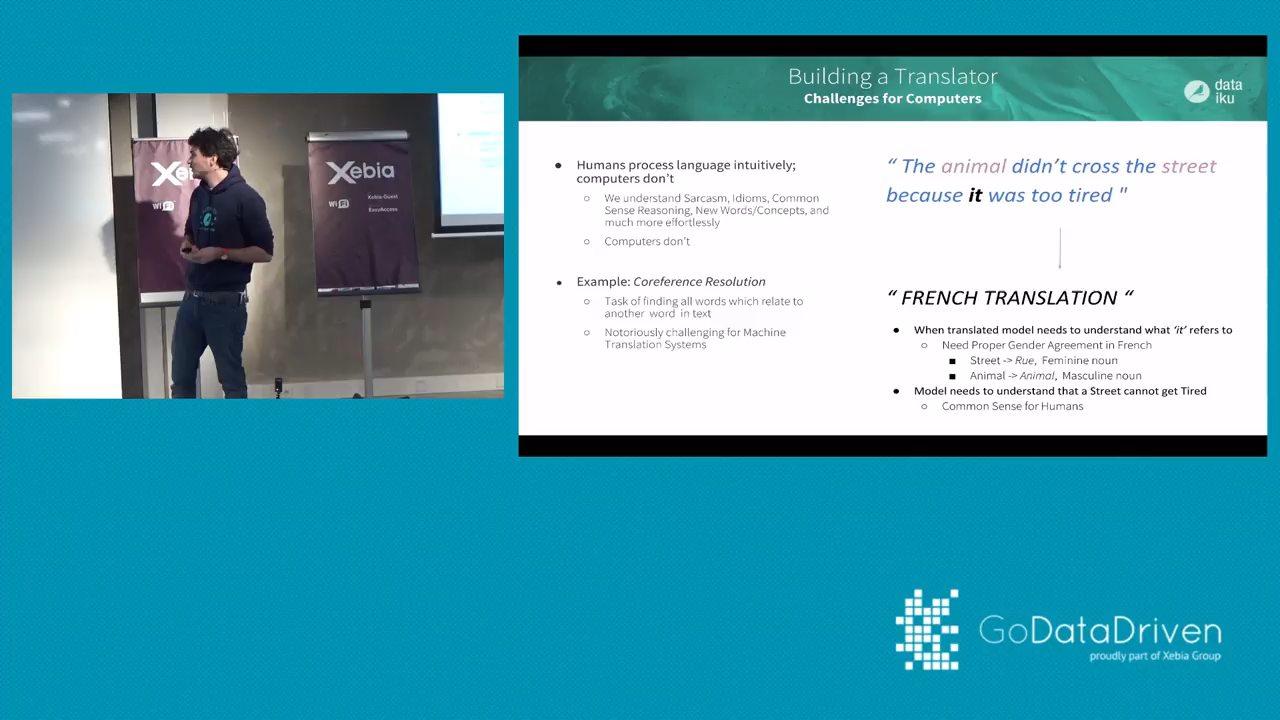 Xebia
WiFi
Xebia
WiFi
Xebia-Guest
EasyAccess
Building a Translator
Challenges for Computers
data
iku
● Humans process language intuitively;
computers don’t
○ We understand Sarcasm, Idioms, Common
Sense Reasoning, New Words/Concepts, and
much more effortlessly
○ Computers don’t
● Example: Coreference Resolution
○ Task of finding all words which relate to
another word in text
○ Notoriously challenging for Machine
Translation Systems
“ The animal didn’t cross the street
because it was too tired "
“ FRENCH TRANSLATION “
● When translated model needs to understand what ‘it’ refers to
○ Need Proper Gender Agreement in French
■ Street -> Rue, Feminine noun
■ Animal -> Animal, Masculine noun
● Model needs to understand that a Street cannot get Tired
○ Common Sense for Humans
GoDataDriven
proudly part of Xebia Group